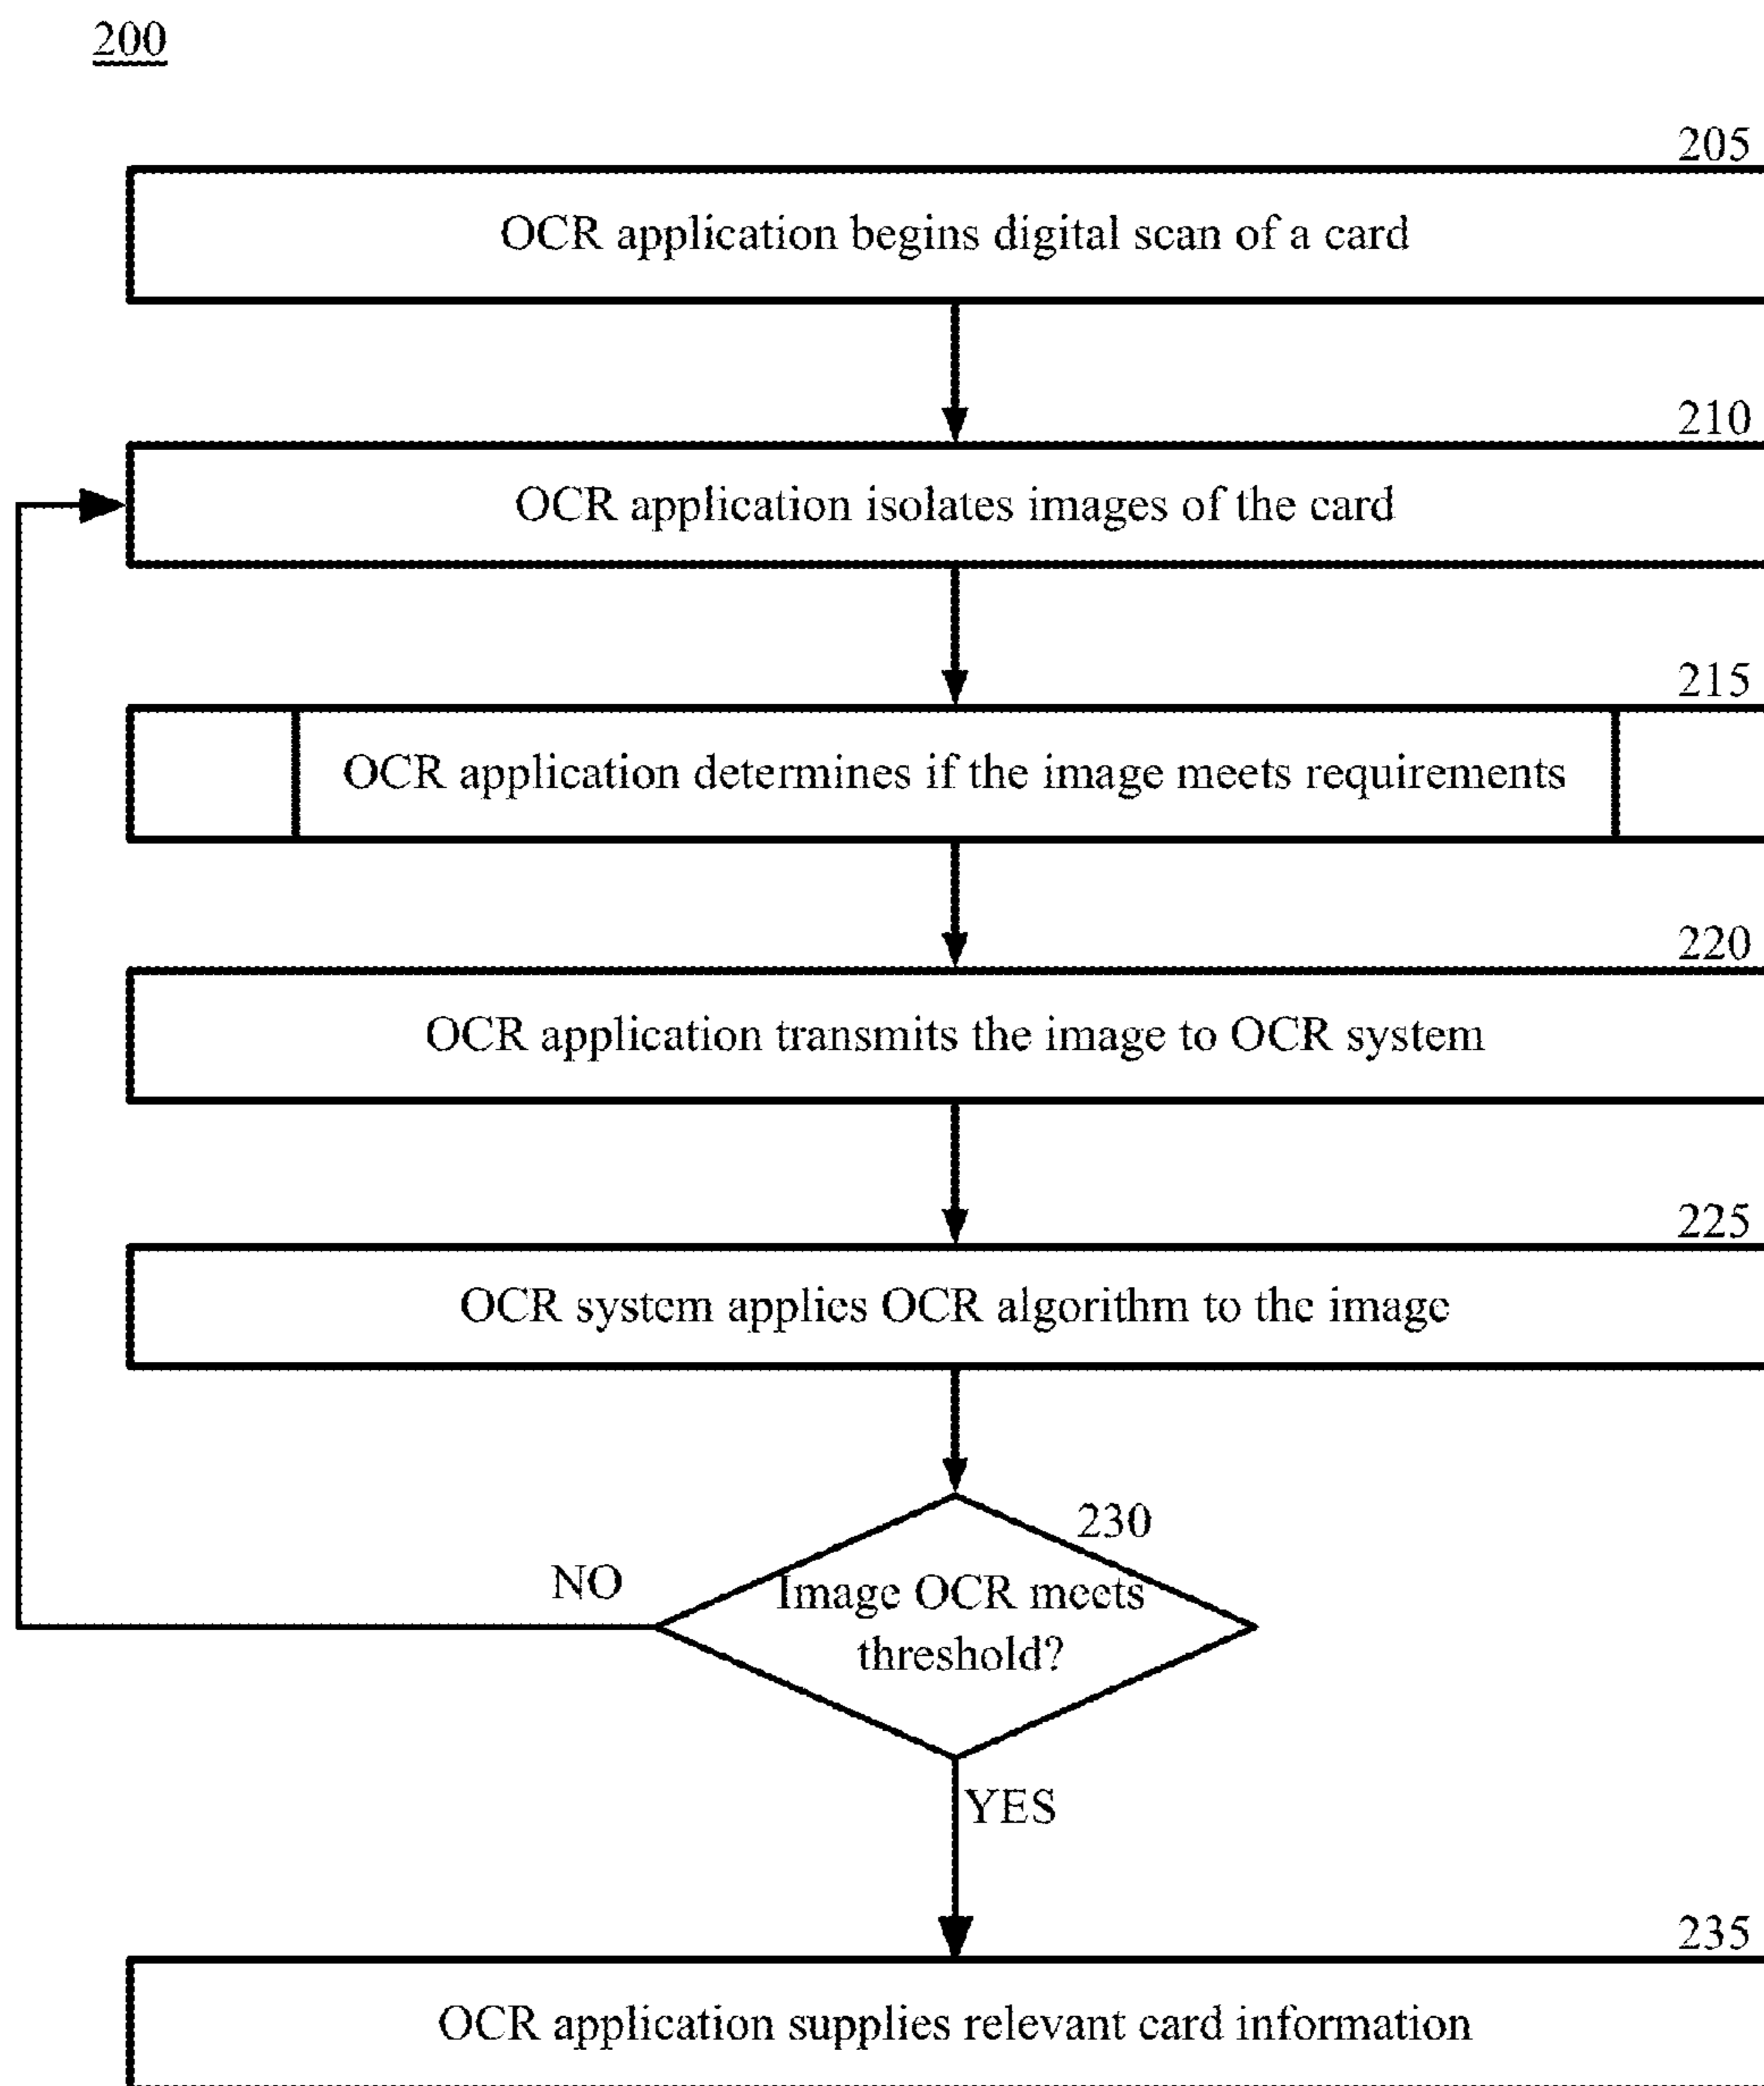 200
205
OCR application begins digital scan of a card
210
OCR application isolates images of the card
215
OCR application determines if the image meets requirements
220
OCR application transmits the image to OCR system
225
OCR system applies OCR algorithm to the image
230
NO
Image OCR meets
threshold?
YES
235
OCR application supplies relevant card information